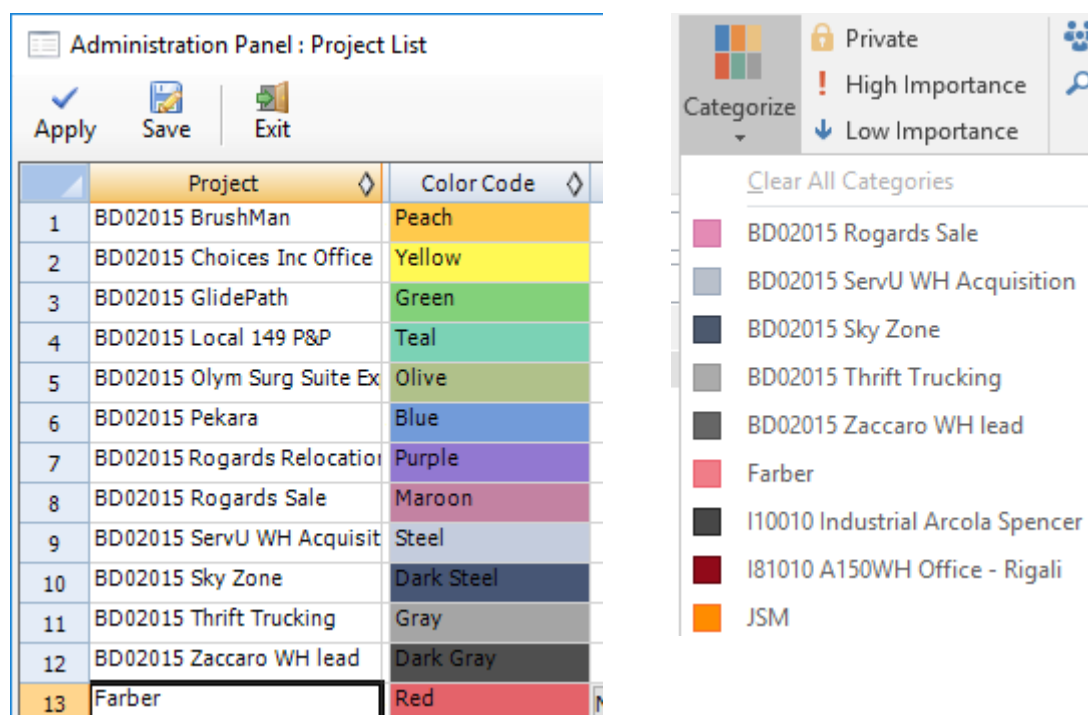 Administration Panel : Project List
Apply Save Exit
Project Color Code
1 BD02015 BrushMan Peach
2 BD02015 Choices Inc Office Yellow
3 BD02015 GlidePath Green
4 BD02015 Local 149 P&P Teal
5 BD02015 Olym Surg Suite Ex Olive
6 BD02015 Pekara Blue
7 BD02015 Rogards Relocation Purple
8 BD02015 Rogards Sale Maroon
9 BD02015 ServU WH Acquisit Steel
10 BD02015 Sky Zone Dark Steel
11 BD02015 Thrift Trucking Gray
12 BD02015 Zaccaro WH lead Dark Gray
13 Farber Red
Categorize
Private
High Importance
Low Importance
Clear All Categories
BD02015 Rogards Sale
BD02015 ServU WH Acquisition
BD02015 Sky Zone
BD02015 Thrift Trucking
BD02015 Zaccaro WH lead
Farber
I10010 Industrial Arcola Spencer
I81010 A150WH Office - Rigali
JSM